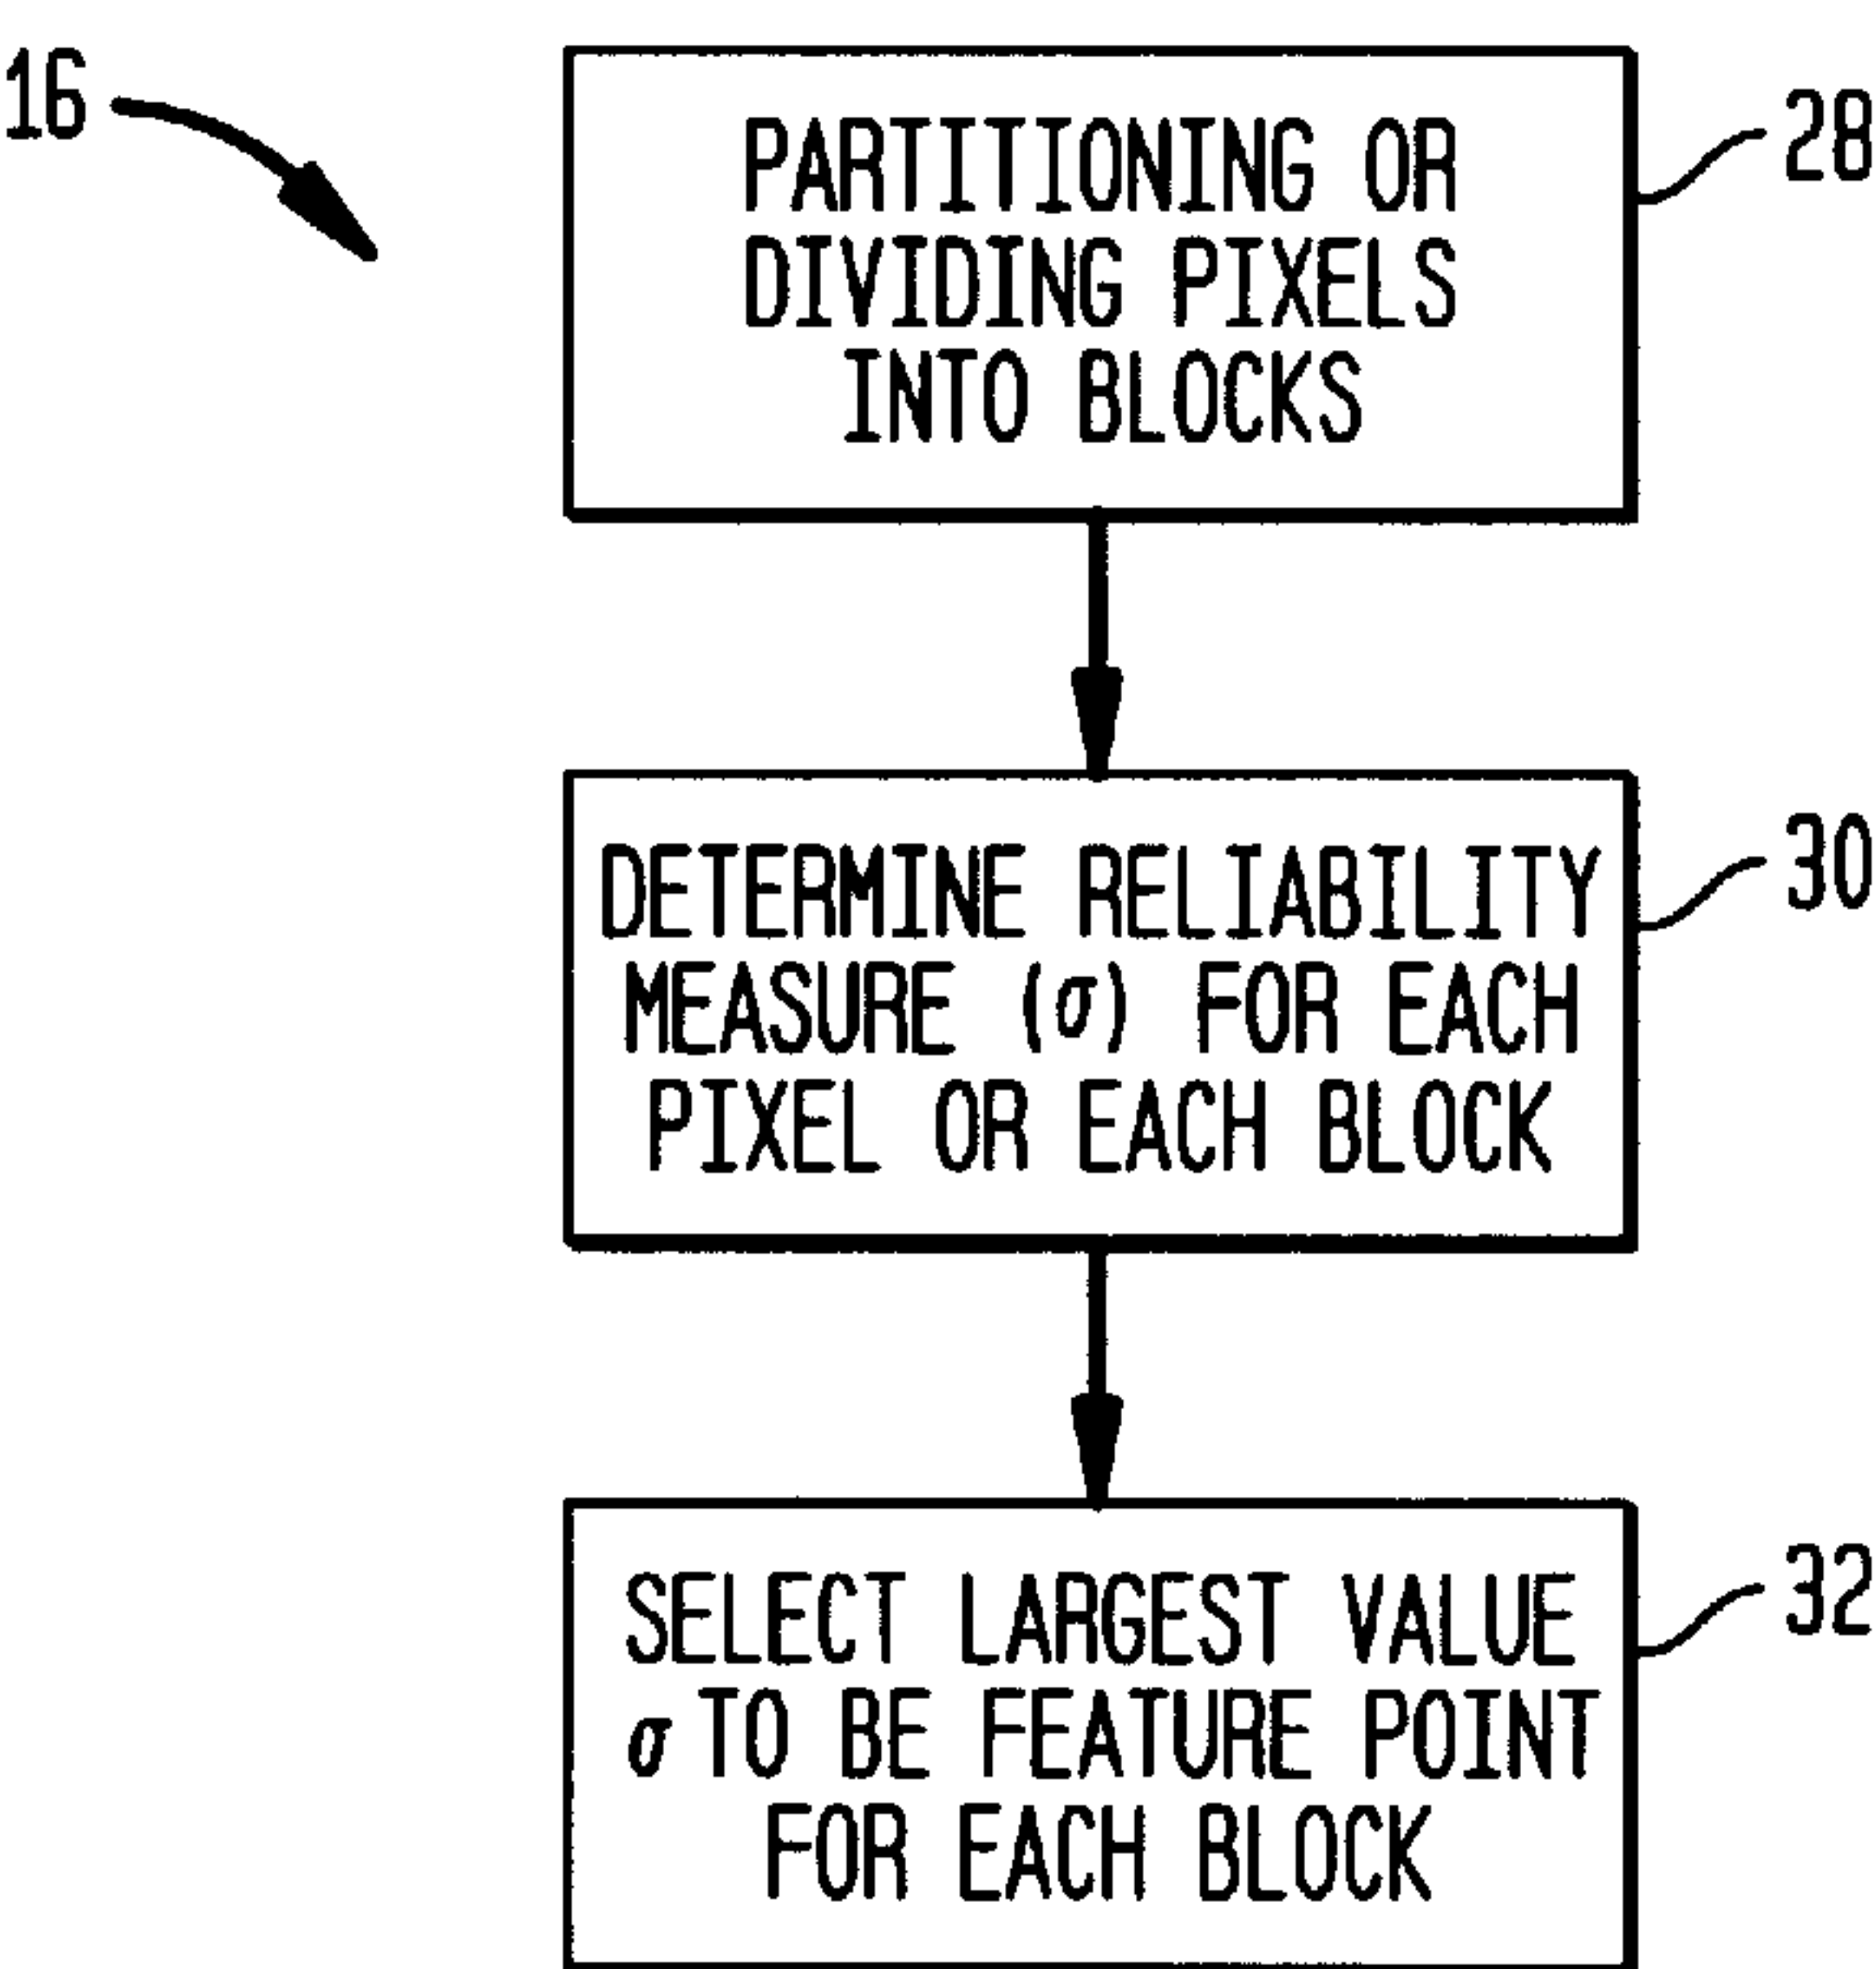 16
PARTITIONING OR
DIVIDING PIXELS
INTO BLOCKS
28
DETERMINE RELIABILITY
MEASURE (σ) FOR EACH
PIXEL OR EACH BLOCK
30
SELECT LARGEST VALUE
σ TO BE FEATURE POINT
FOR EACH BLOCK
32